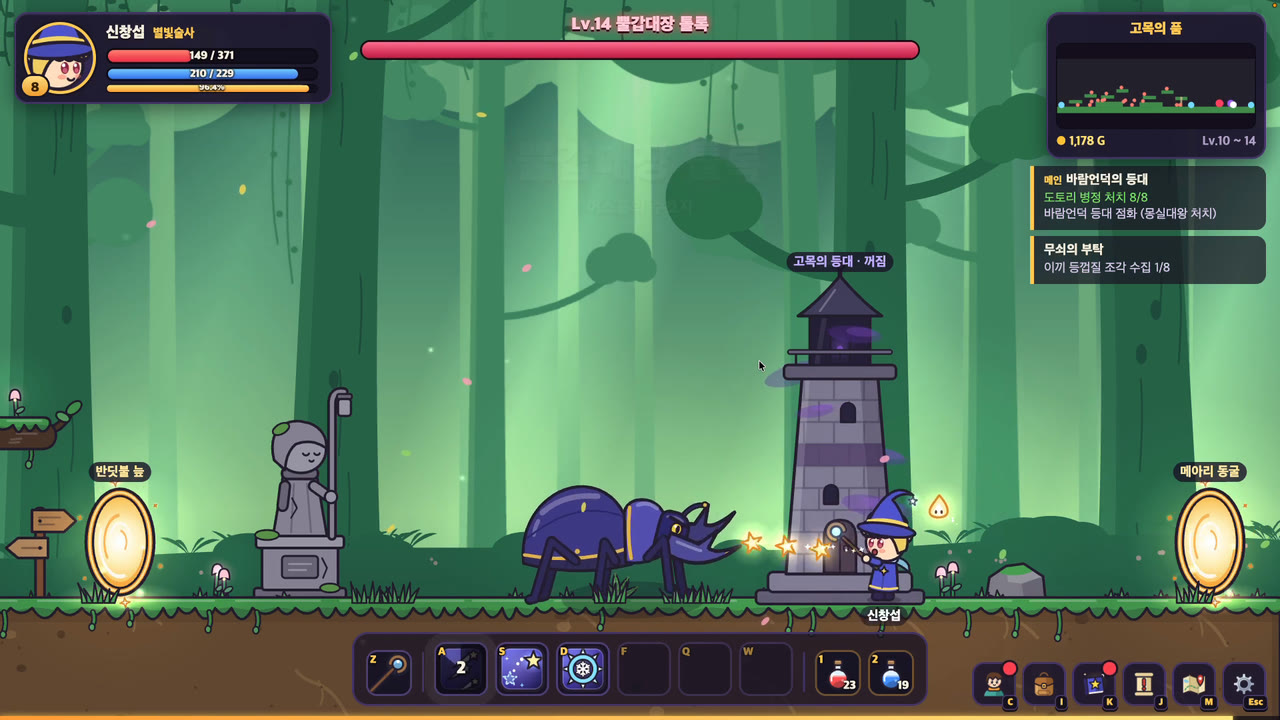 신창섭 별빛술사
149 / 371
210 / 229
96.4%
8
Lv.14 뿔갑대장 틀록
고목의 품
1,178 G
Lv.10 ~ 14
메인 바람언덕의 등대
도토리 병정 처치 8/8
바람언덕 등대 점화 (몽실대왕 처치)
무쇠의 부탁
이끼 등껍질 조각 수집 1/8
고목의 등대 · 꺼짐
반딧불 늪
메아리 동굴
신창섭
Z
A
2
S
D
F
Q
W
1
23
2
19
C
I
K
J
M
Esc